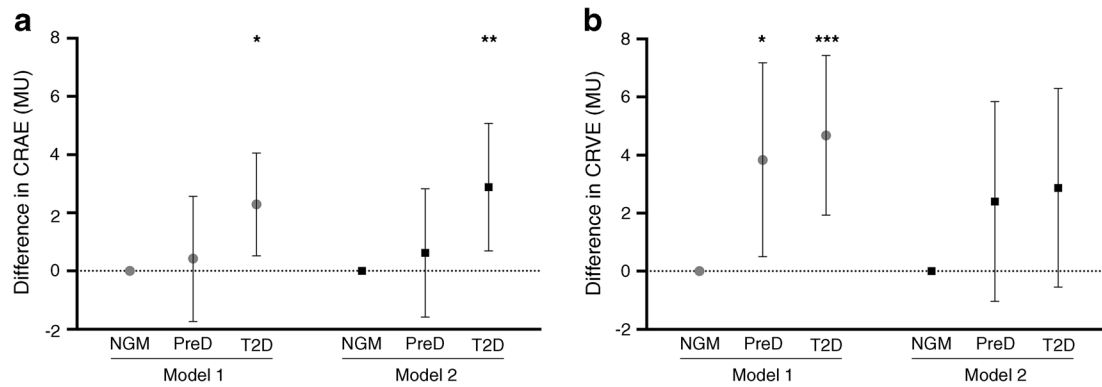 a
Difference in CRAE (MU)
8
6
4
2
0
-2
*
**
NGM PreD T2D NGM PreD T2D
Model 1 Model 2
b
Difference in CRVE (MU)
8
6
4
2
0
-2
*
***
NGM PreD T2D NGM PreD T2D
Model 1 Model 2